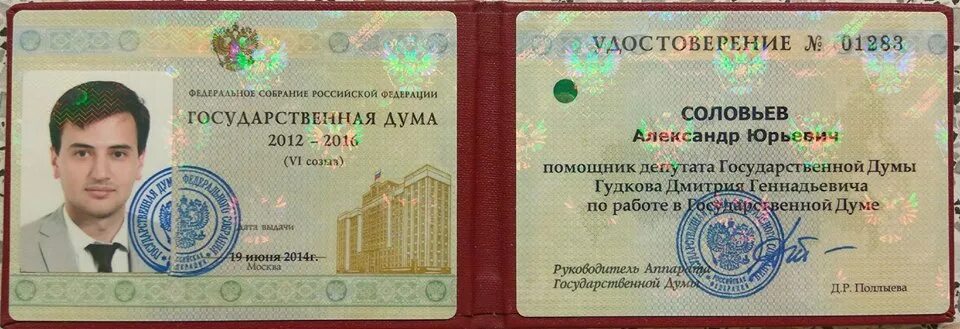 ФЕДЕРАЛЬНОЕ СОБРАНИЕ РОССИЙСКОЙ ФЕДЕРАЦИИ
ГОСУДАРСТВЕННАЯ ДУМА
2012 – 2016
(VI созыв)
дата выдачи
19 июня 2014г.
Москва
УДОСТОВЕРЕНИЕ № 01283
СОЛОВЬЕВ
Александр Юрьевич
помощник депутата Государственной Думы
Гудкова Дмитрия Геннадьевича
по работе в Государственной Думе
Руководитель Аппарата
Государственной Думы
Д.Р. Поллыева